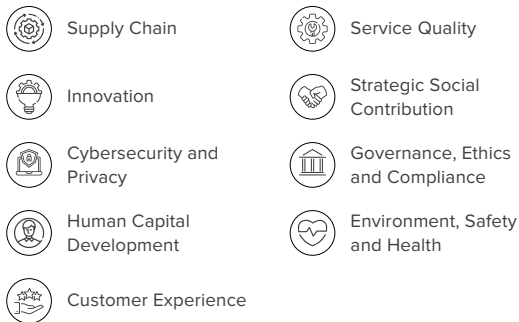 Supply Chain
Innovation
Cybersecurity and
Privacy
Human Capital
Development
Customer Experience
Service Quality
Strategic Social
Contribution
Governance, Ethics
and Compliance
Environment, Safety
and Health